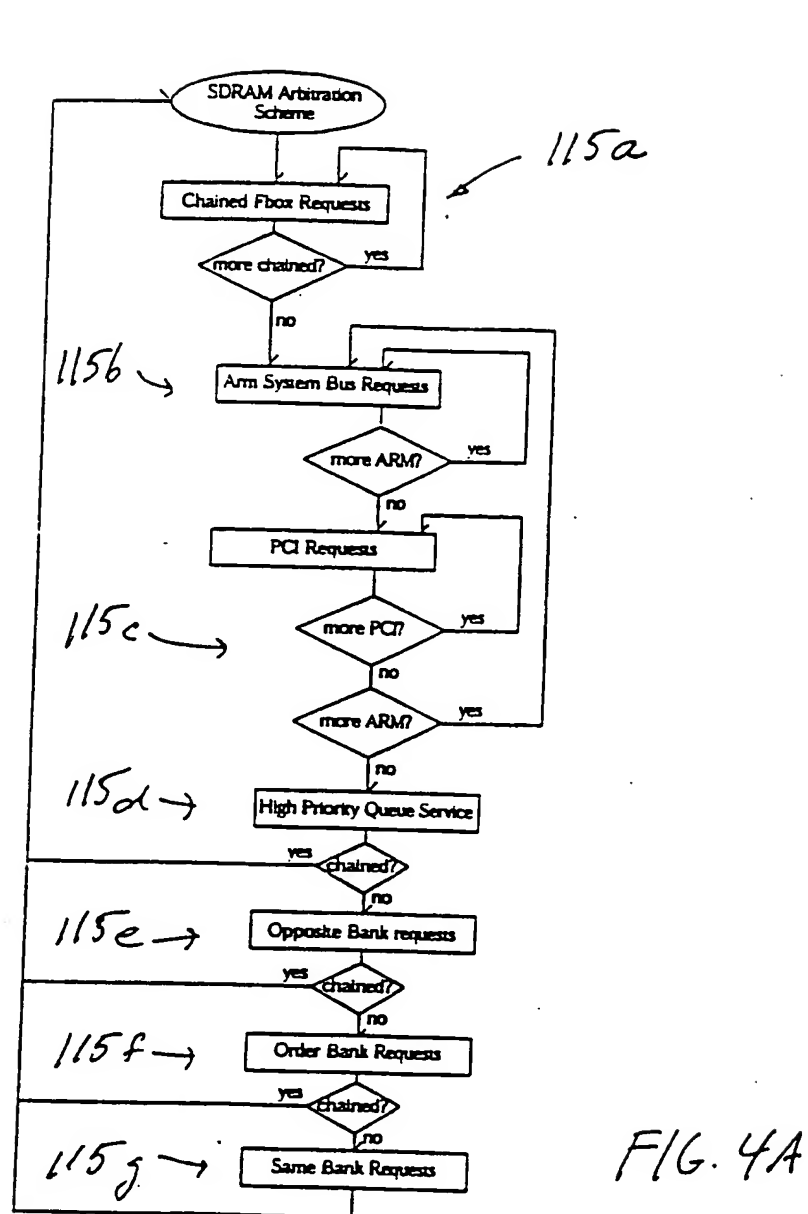 SDRAM Arbitration
Scheme
115a
Chained Fbox Requests
more chained?
yes
no
115b
Arm System Bus Requests
more ARM?
yes
no
PCI Requests
115c
more PCI?
yes
no
more ARM?
yes
no
115d
High Priority Queue Service
yes
chained?
no
115e
Opposite Bank requests
yes
chained?
no
115f
Order Bank Requests
yes
chained?
no
115g
Same Bank Requests
FIG. 4A